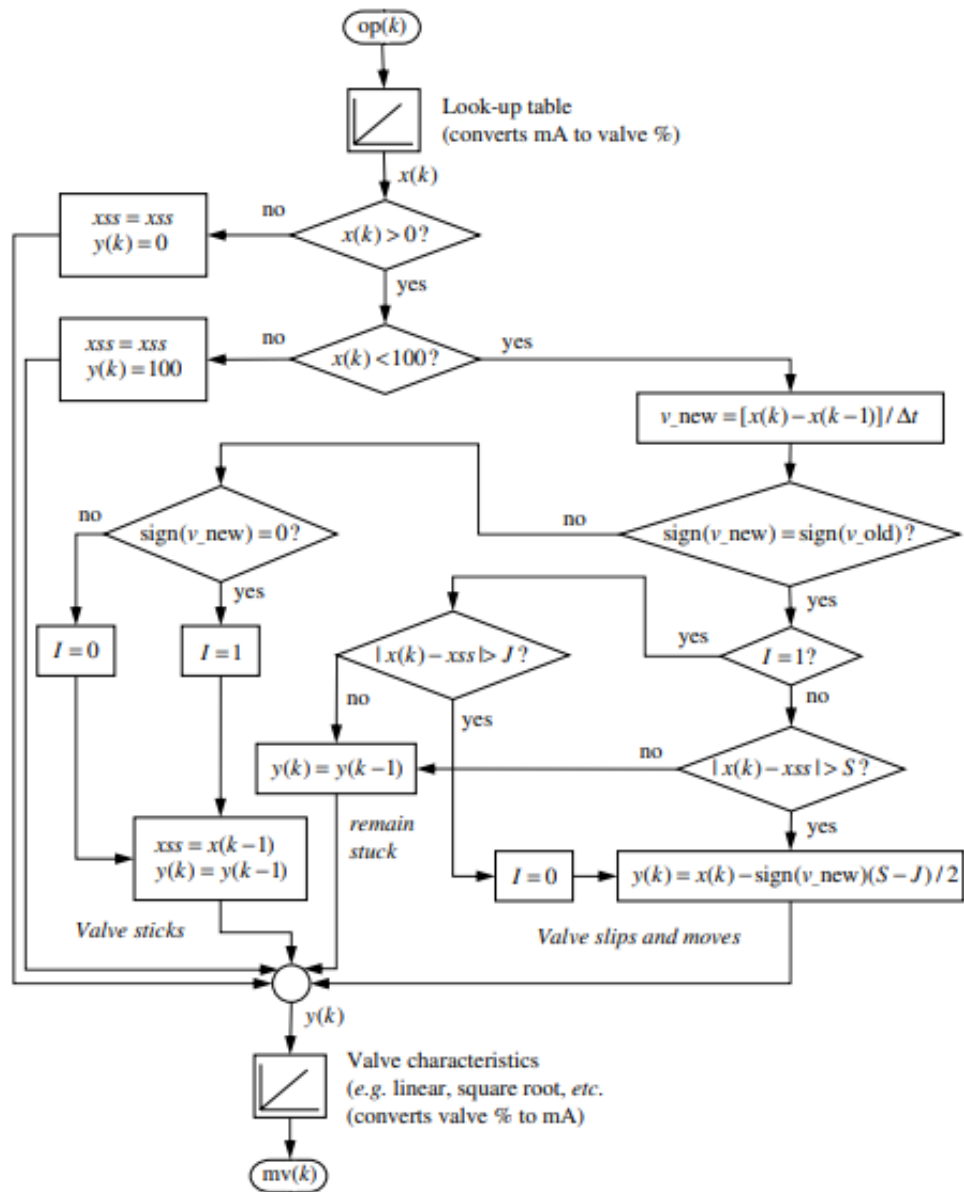 op(k)
Look-up table
(converts mA to valve %)
x(k)
no
xss = xss
y(k) = 0
x(k) > 0?
yes
no
xss = xss
y(k) = 100
x(k) < 100?
yes
v_new = [x(k) − x(k − 1)] / Δt
no
sign(v_new) = 0?
no
sign(v_new) = sign(v_old)?
yes
yes
I = 0
I = 1
| x(k) − xss | > J?
yes
I = 1?
no
yes
no
y(k) = y(k − 1)
no
| x(k) − xss | > S?
remain
stuck
yes
xss = x(k − 1)
y(k) = y(k − 1)
I = 0
y(k) = x(k) − sign(v_new)(S − J) / 2
Valve sticks
Valve slips and moves
y(k)
Valve characteristics
(e.g. linear, square root, etc.
(converts valve % to mA)
mv(k)